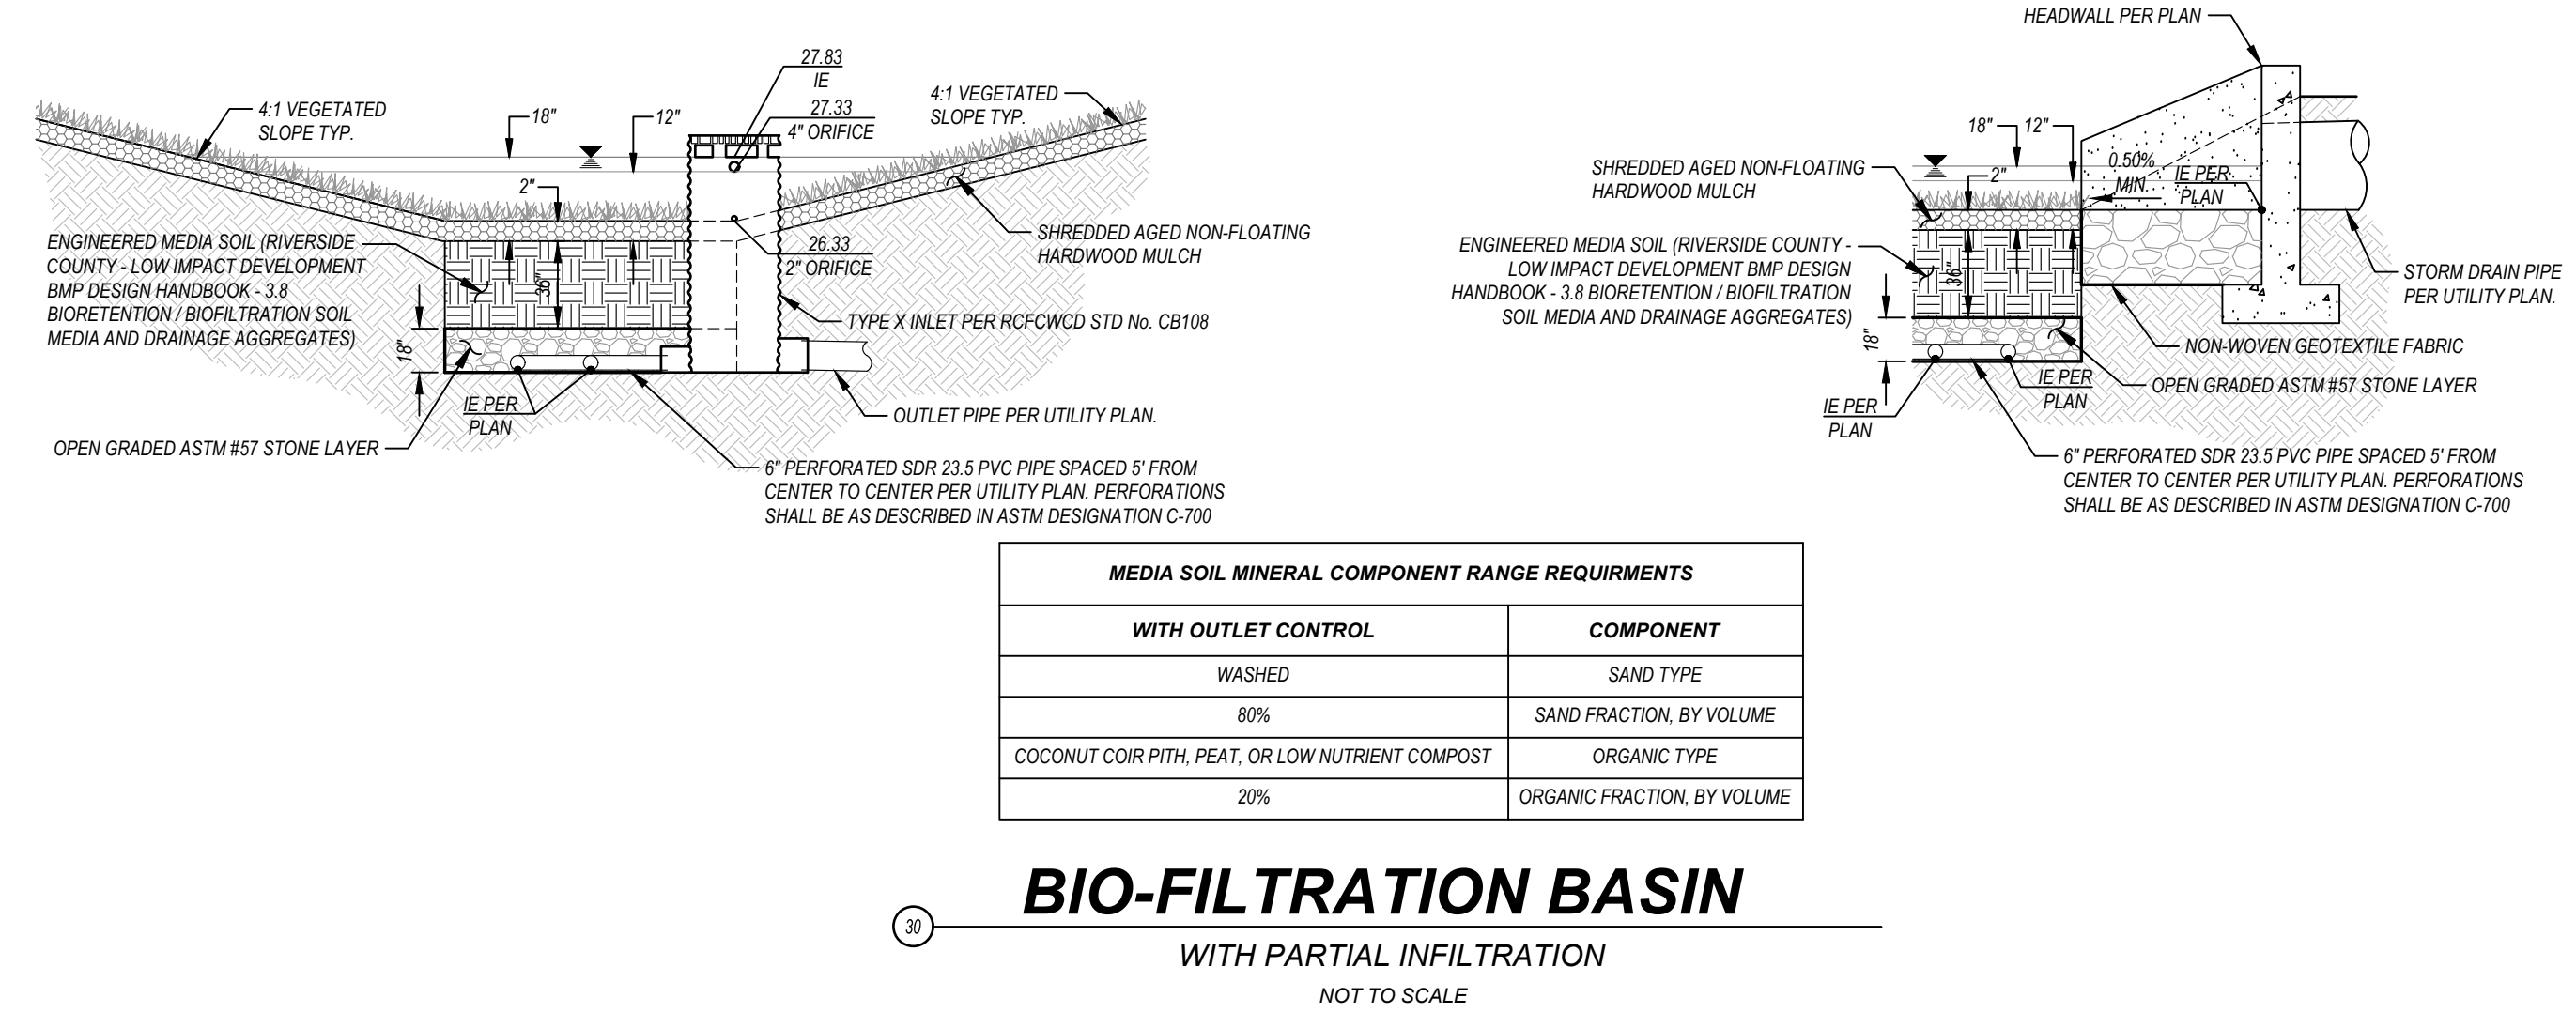 27.83
IE
27.33
4" ORIFICE
4:1 VEGETATED
SLOPE TYP.
18"
12"
4:1 VEGETATED
SLOPE TYP.
2"
ENGINEERED MEDIA SOIL (RIVERSIDE
COUNTY - LOW IMPACT DEVELOPMENT
BMP DESIGN HANDBOOK - 3.8
BIORETENTION / BIOFILTRATION SOIL
MEDIA AND DRAINAGE AGGREGATES)
36"
18"
26.33
2" ORIFICE
SHREDDED AGED NON-FLOATING
HARDWOOD MULCH
TYPE X INLET PER RCFCWCD STD No. CB108
IE PER
PLAN
OUTLET PIPE PER UTILITY PLAN.
OPEN GRADED ASTM #57 STONE LAYER
6" PERFORATED SDR 23.5 PVC PIPE SPACED 5' FROM
CENTER TO CENTER PER UTILITY PLAN. PERFORATIONS
SHALL BE AS DESCRIBED IN ASTM DESIGNATION C-700
HEADWALL PER PLAN
18"
12"
SHREDDED AGED NON-FLOATING
HARDWOOD MULCH
2"
0.50%
MIN.
IE PER
PLAN
ENGINEERED MEDIA SOIL (RIVERSIDE COUNTY -
LOW IMPACT DEVELOPMENT BMP DESIGN
HANDBOOK - 3.8 BIORETENTION / BIOFILTRATION
SOIL MEDIA AND DRAINAGE AGGREGATES)
36"
18"
STORM DRAIN PIPE
PER UTILITY PLAN.
NON-WOVEN GEOTEXTILE FABRIC
IE PER
PLAN
OPEN GRADED ASTM #57 STONE LAYER
IE PER
PLAN
6" PERFORATED SDR 23.5 PVC PIPE SPACED 5' FROM
CENTER TO CENTER PER UTILITY PLAN. PERFORATIONS
SHALL BE AS DESCRIBED IN ASTM DESIGNATION C-700
MEDIA SOIL MINERAL COMPONENT RANGE REQUIRMENTS
WITH OUTLET CONTROL COMPONENT
WASHED SAND TYPE
80% SAND FRACTION, BY VOLUME
COCONUT COIR PITH, PEAT, OR LOW NUTRIENT COMPOST ORGANIC TYPE
20% ORGANIC FRACTION, BY VOLUME
30
BIO-FILTRATION BASIN
WITH PARTIAL INFILTRATION
NOT TO SCALE